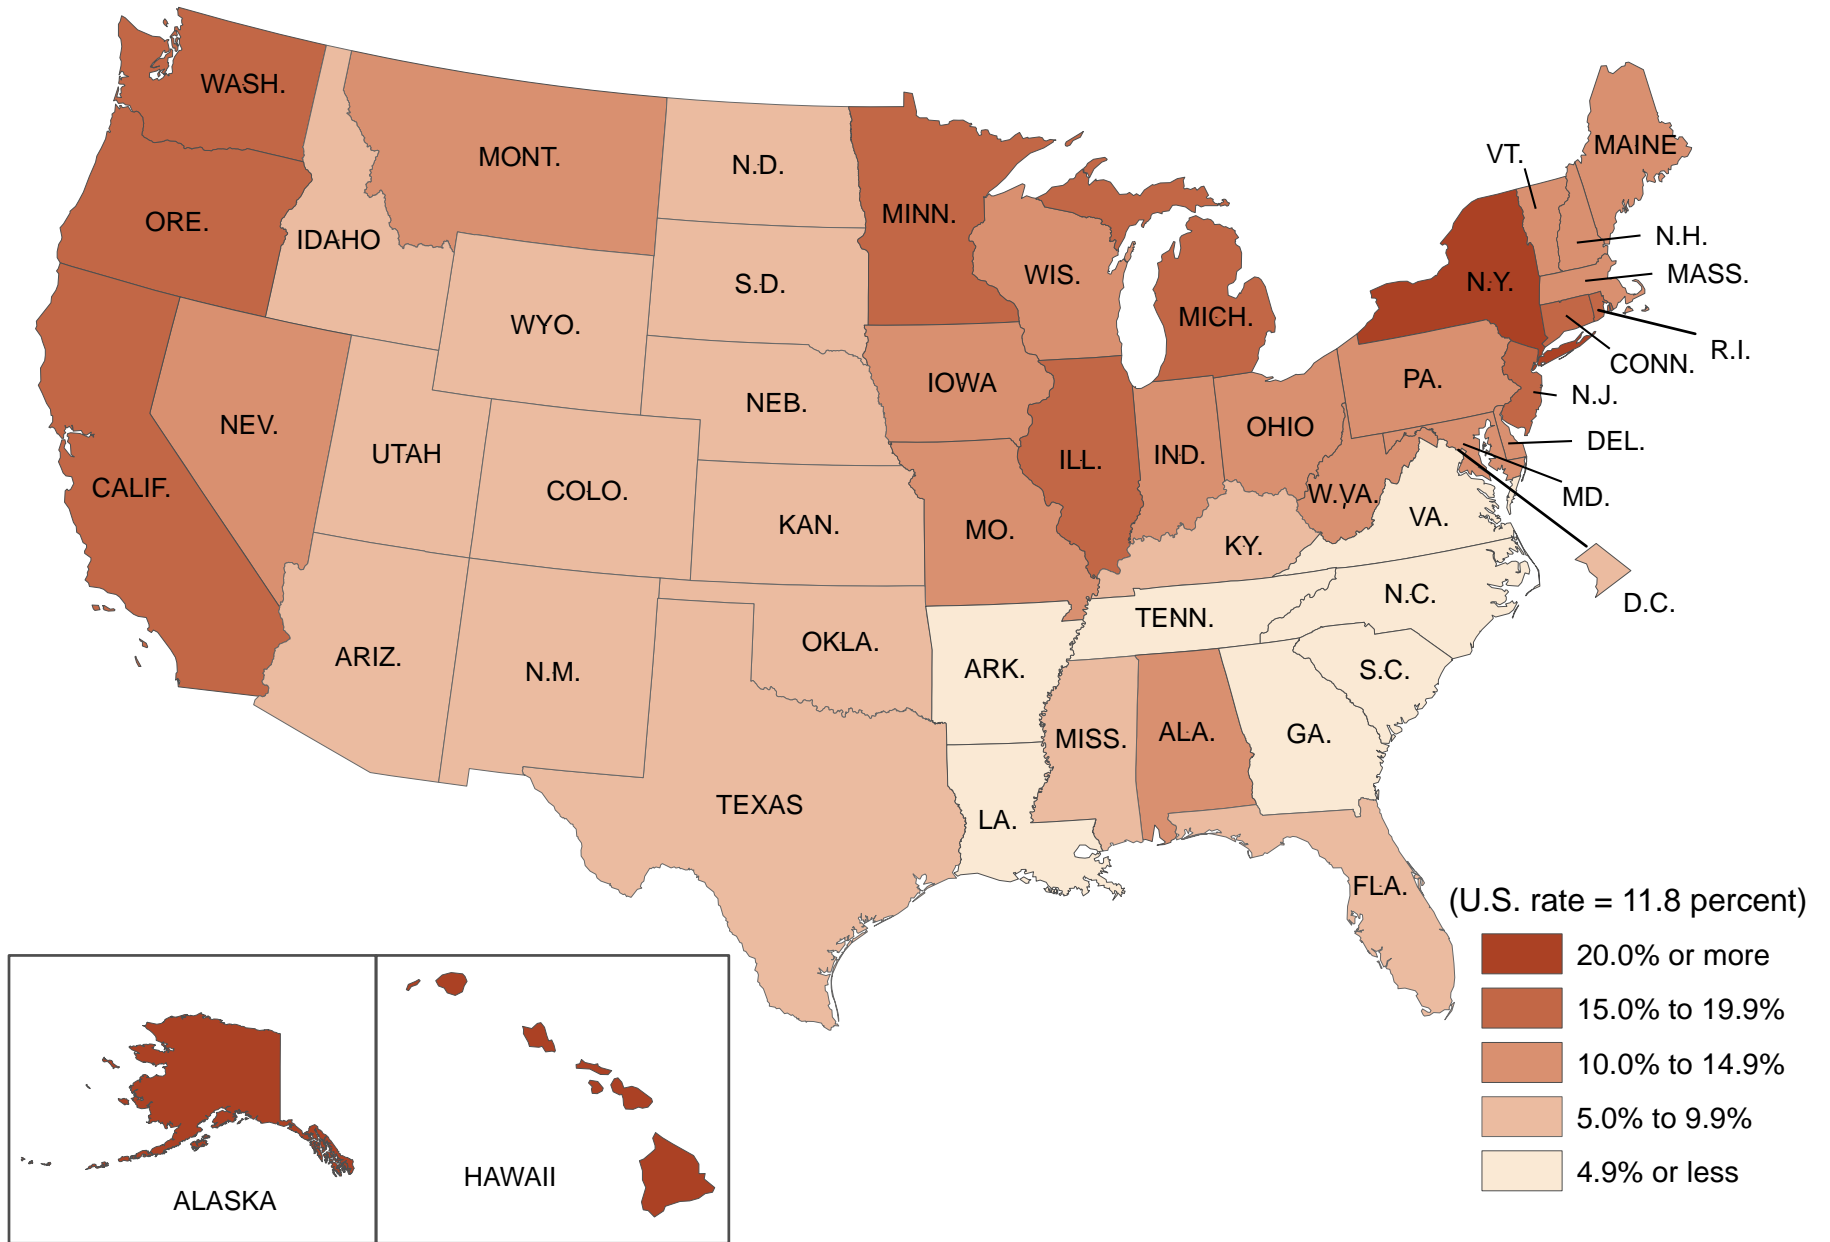 WASH.
MONT.
N.D.
MINN.
VT.
MAINE
ORE.
IDAHO
N.H.
S.D.
WIS.
N.Y.
MASS.
WYO.
MICH.
R.I.
CONN.
IOWA
PA.
N.J.
NEB.
NEV.
OHIO
DEL.
UTAH
ILL.
IND.
CALIF.
COLO.
W.VA.
MD.
KAN.
MO.
VA.
KY.
N.C.
D.C.
TENN.
OKLA.
ARIZ.
N.M.
ARK.
S.C.
MISS.
ALA.
GA.
TEXAS
LA.
FLA.
(U.S. rate = 11.8 percent)
20.0% or more
15.0% to 19.9%
10.0% to 14.9%
5.0% to 9.9%
4.9% or less
HAWAII
ALASKA